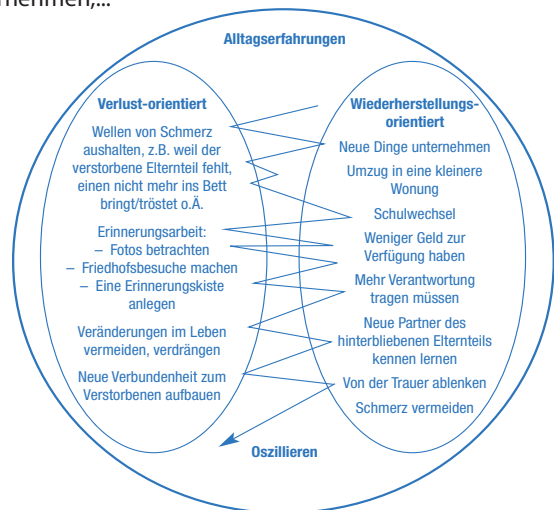 rnehmen,...
Alltagserfahrungen
Verlust-orientiert
Wellen von Schmerz
aushalten, z.B. weil der
verstorbene Elternteil fehlt,
einen nicht mehr ins Bett
bringt/tröstet o.Ä.
Erinnerungsarbeit:
– Fotos betrachten
– Friedhofsbesuche machen
– Eine Erinnerungskiste
anlegen
Veränderungen im Leben
vermeiden, verdrängen
Neue Verbundenheit zum
Verstorbenen aufbauen
Wiederherstellungs-
orientiert
Neue Dinge unternehmen
Umzug in eine kleinere
Wonung
Schulwechsel
Weniger Geld zur
Verfügung haben
Mehr Verantwortung
tragen müssen
Neue Partner des
hinterbliebenen Elternteils
kennen lernen
Von der Trauer ablenken
Schmerz vermeiden
Oszillieren